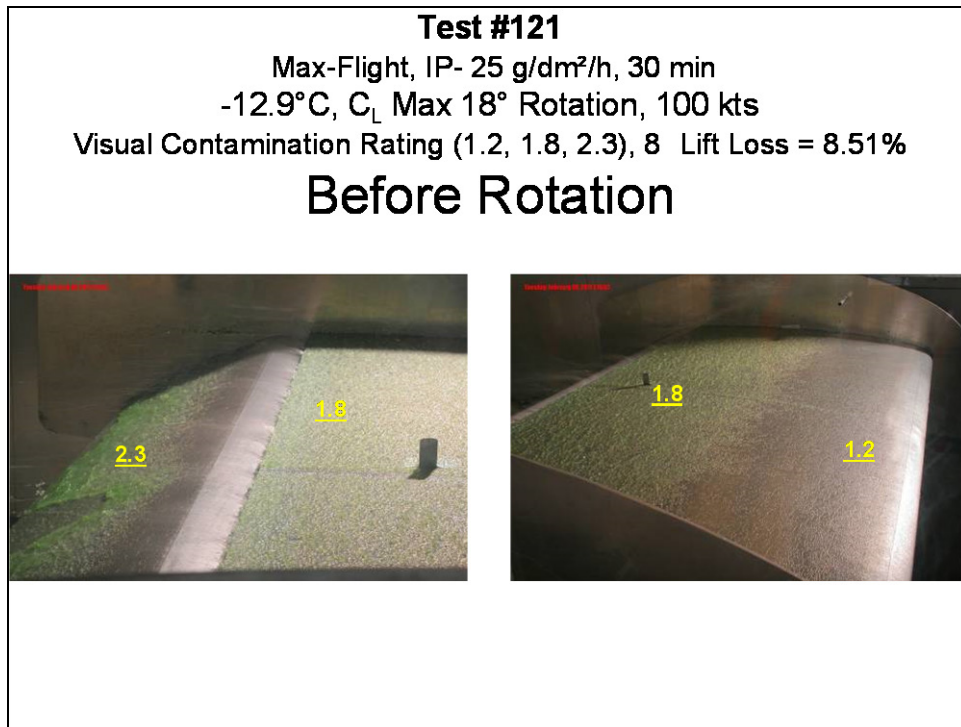 Test #121
Max-Flight, IP- 25 g/dm²/h, 30 min
-12.9°C, CL Max 18° Rotation, 100 kts
Visual Contamination Rating (1.2, 1.8, 2.3), 8 Lift Loss = 8.51%
Before Rotation
1.8
2.3
1.8
1.2